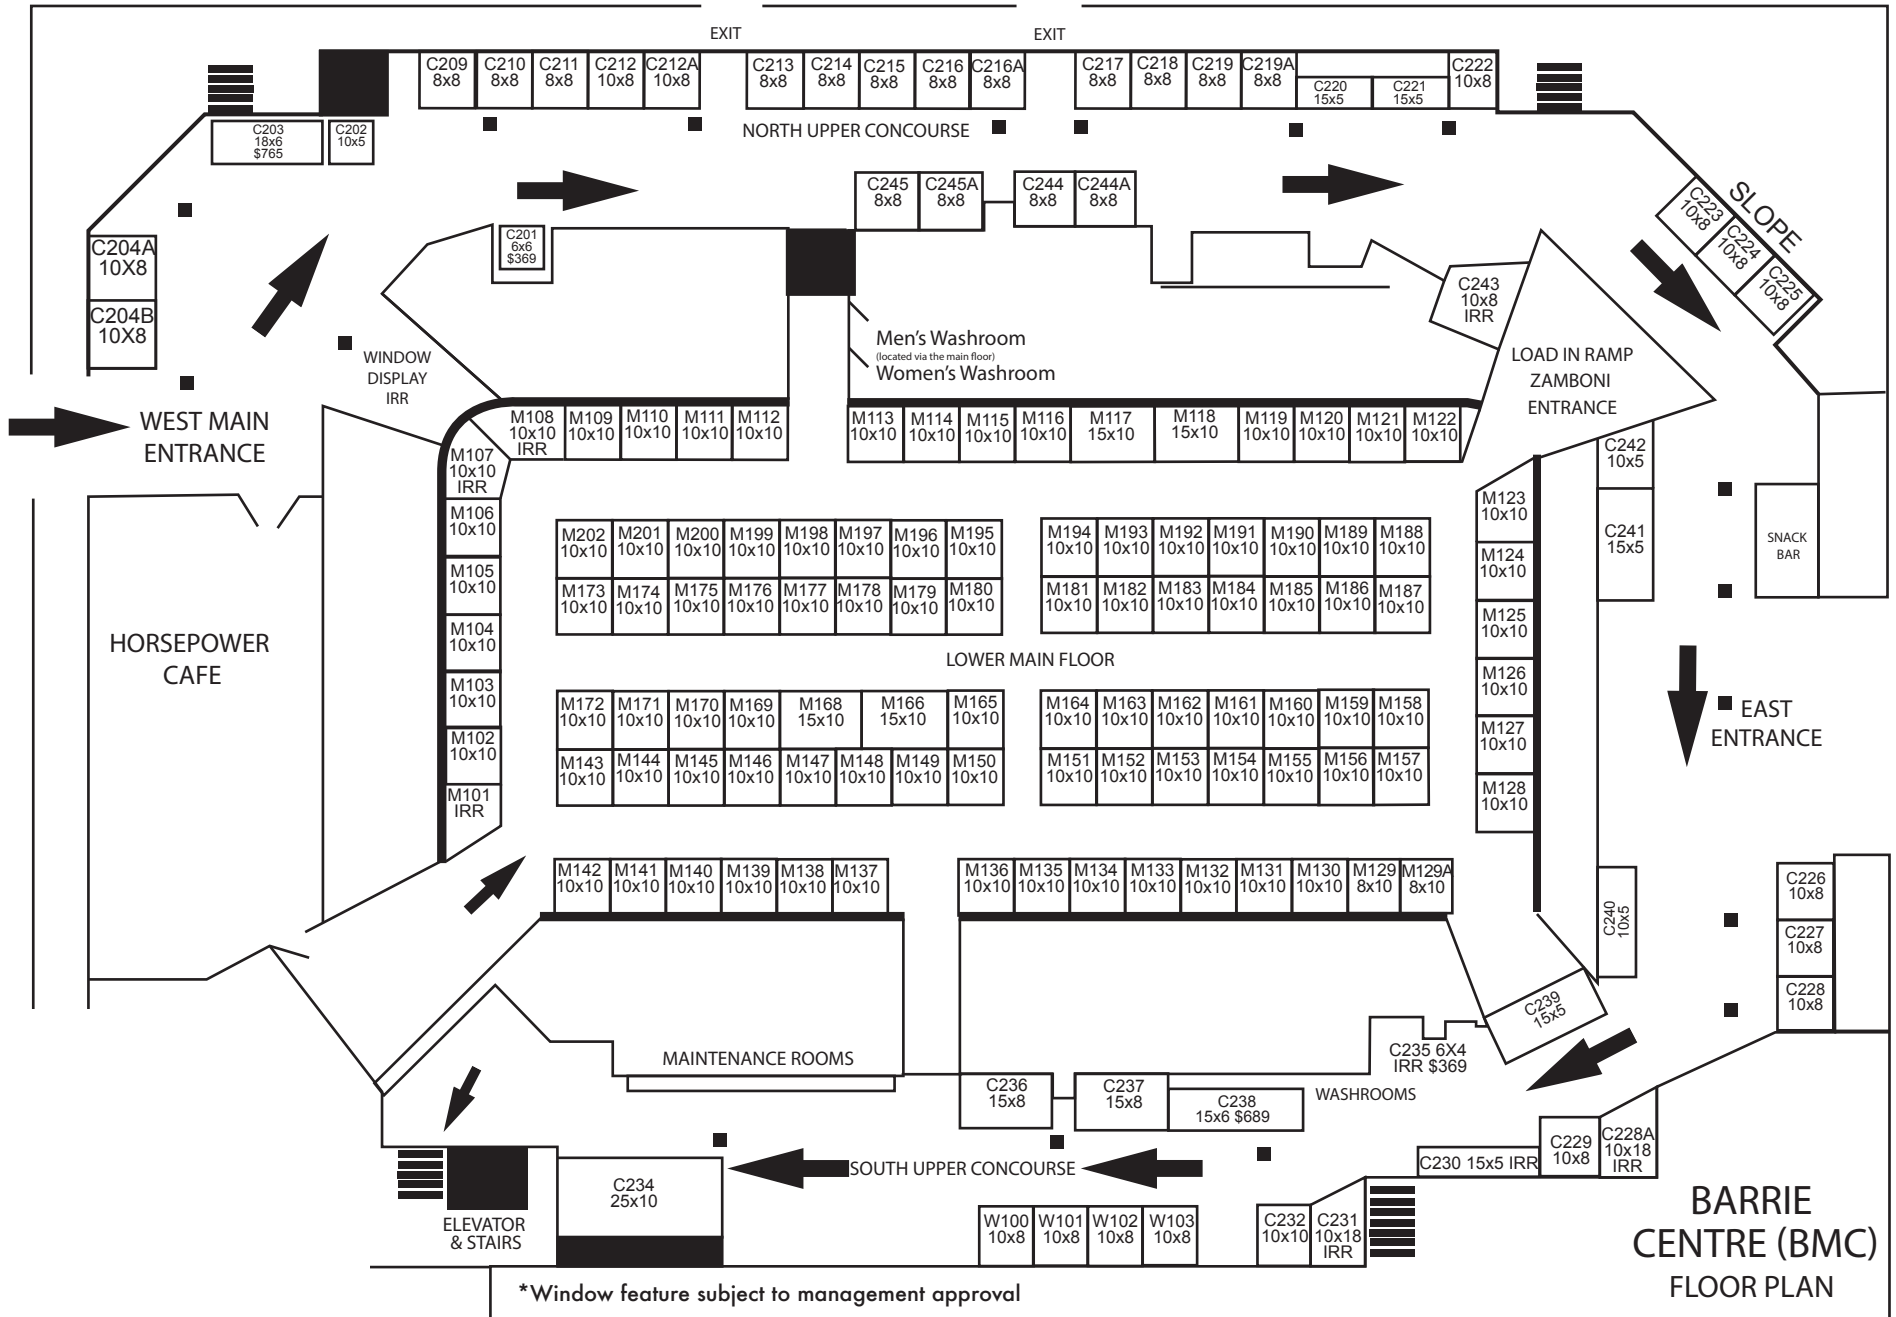 EXIT
EXIT
C209
8x8
C210
8x8
C211
8x8
C212
10x8
C212A
10x8
C213
8x8
C214
8x8
C215
8x8
C216
8x8
C216A
8x8
C217
8x8
C218
8x8
C219
8x8
C219A
8x8
C220
15x5
C221
15x5
C222
10x8
C203
18x6
$765
C202
10x5
NORTH UPPER CONCOURSE
C245
8x8
C245A
8x8
C244
8x8
C244A
8x8
SLOPE
C223
10x8
C224
10x8
C225
10x8
C204A
10X8
C204B
10X8
C201
6x6
$369
C243
10x8
IRR
Men's Washroom
(located via the main floor)
Women's Washroom
WINDOW
DISPLAY
IRR
LOAD IN RAMP
ZAMBONI
ENTRANCE
WEST MAIN
ENTRANCE
M108
10x10
IRR
M109
10x10
M110
10x10
M111
10x10
M112
10x10
M113
10x10
M114
10x10
M115
10x10
M116
10x10
M117
15x10
M118
15x10
M119
10x10
M120
10x10
M121
10x10
M122
10x10
M107
10x10
IRR
M106
10x10
M105
10x10
M104
10x10
M103
10x10
M102
10x10
M101
IRR
C242
10x5
C241
15x5
SNACK
BAR
M123
10x10
M124
10x10
M125
10x10
M126
10x10
M127
10x10
M128
10x10
M202
10x10
M201
10x10
M200
10x10
M199
10x10
M198
10x10
M197
10x10
M196
10x10
M195
10x10
M194
10x10
M193
10x10
M192
10x10
M191
10x10
M190
10x10
M189
10x10
M188
10x10
M173
10x10
M174
10x10
M175
10x10
M176
10x10
M177
10x10
M178
10x10
M179
10x10
M180
10x10
M181
10x10
M182
10x10
M183
10x10
M184
10x10
M185
10x10
M186
10x10
M187
10x10
HORSEPOWER
CAFE
LOWER MAIN FLOOR
EAST
ENTRANCE
M172
10x10
M171
10x10
M170
10x10
M169
10x10
M168
15x10
M166
15x10
M165
10x10
M164
10x10
M163
10x10
M162
10x10
M161
10x10
M160
10x10
M159
10x10
M158
10x10
M143
10x10
M144
10x10
M145
10x10
M146
10x10
M147
10x10
M148
10x10
M149
10x10
M150
10x10
M151
10x10
M152
10x10
M153
10x10
M154
10x10
M155
10x10
M156
10x10
M157
10x10
M142
10x10
M141
10x10
M140
10x10
M139
10x10
M138
10x10
M137
10x10
M136
10x10
M135
10x10
M134
10x10
M133
10x10
M132
10x10
M131
10x10
M130
10x10
M129
8x10
M129A
8x10
C240
10x5
C226
10x8
C227
10x8
C228
10x8
C239
15x5
MAINTENANCE ROOMS
C235 6X4
IRR $369
C236
15x8
C237
15x8
C238
15x6 $689
WASHROOMS
C230 15x5 IRR
C229
10x8
C228A
10x18
IRR
SOUTH UPPER CONCOURSE
C234
25x10
ELEVATOR
& STAIRS
W100
10x8
W101
10x8
W102
10x8
W103
10x8
C232
10x10
C231
10x18
IRR
BARRIE
CENTRE (BMC)
FLOOR PLAN
*Window feature subject to management approval